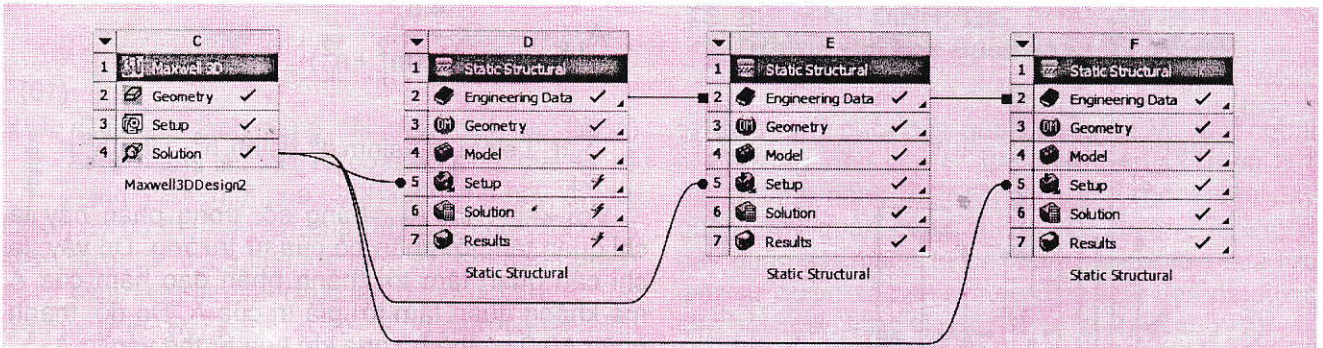 C
1 Maxwell 3D
2 Geometry ✓
3 Setup ✓
4 Solution ✓
Maxwell3DDesign2
D
1 Static Structural
2 Engineering Data ✓
3 DM Geometry ✓
4 Model ✓
5 Setup
6 Solution
7 Results
Static Structural
E
1 Static Structural
2 Engineering Data ✓
3 DM Geometry ✓
4 Model ✓
5 Setup ✓
6 Solution ✓
7 Results ✓
Static Structural
F
1 Static Structural
2 Engineering Data ✓
3 DM Geometry ✓
4 Model ✓
5 Setup ✓
6 Solution ✓
7 Results ✓
Static Structural